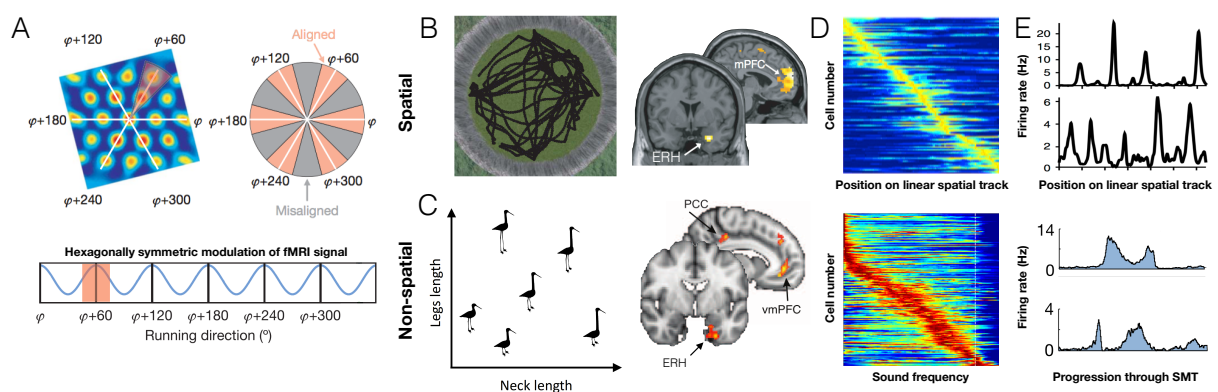 A
φ+120
φ+60
φ+180
φ
φ+240
φ+300
Aligned
φ+120
φ+60
φ+180
φ
φ+240
φ+300
Misaligned
Hexagonally symmetric modulation of fMRI signal
φ
φ+60
φ+120
φ+180
φ+240
φ+300
Running direction (º)
B
Spatial
mPFC
ERH
C
Non-spatial
Legs length
Neck length
PCC
vmPFC
ERH
D
Cell number
Position on linear spatial track
Cell number
Sound frequency
E
Firing rate (Hz)
20
15
10
5
0
6
4
2
0
Position on linear spatial track
Firing rate (Hz)
14
0
4
0
Progression through SMT